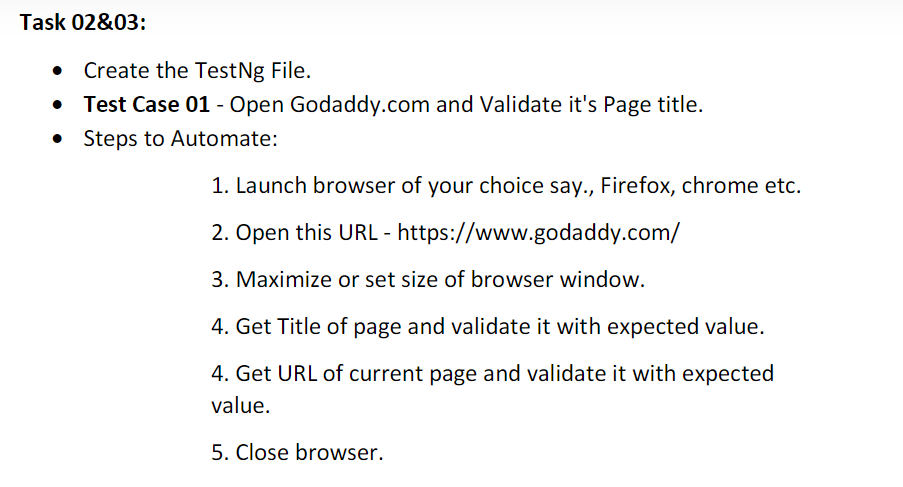 Task 02&03:
• Create the TestNg File.
• Test Case 01 - Open Godaddy.com and Validate it's Page title.
• Steps to Automate:
1. Launch browser of your choice say., Firefox, chrome etc.
2. Open this URL - https://www.godaddy.com/
3. Maximize or set size of browser window.
4. Get Title of page and validate it with expected value.
4. Get URL of current page and validate it with expected
value.
5. Close browser.